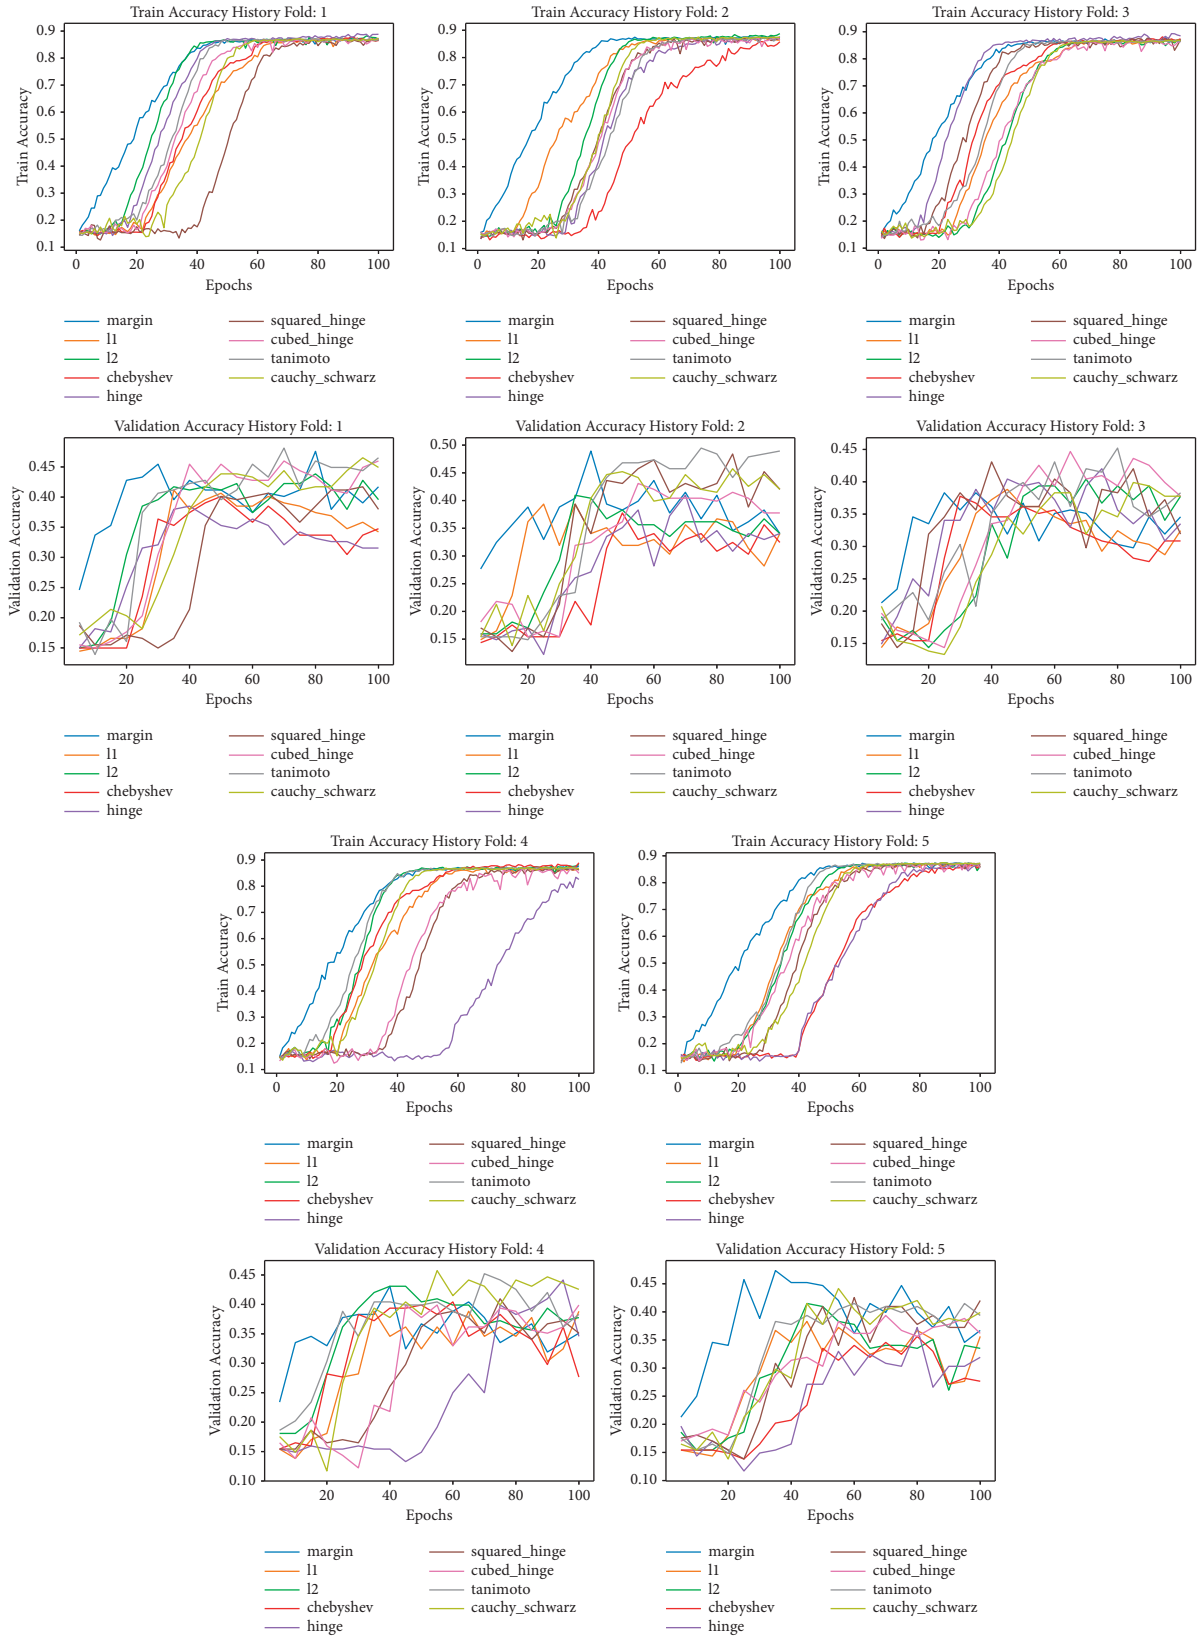 Train Accuracy History Fold: 1
Train Accuracy
0.9
0.8
0.7
0.6
0.5
0.4
0.3
0.2
0.1
0 20 40 60 80 100
Epochs
margin
l1
l2
chebyshev
hinge
squared_hinge
cubed_hinge
tanimoto
cauchy_schwarz
Train Accuracy History Fold: 2
Train Accuracy
0.9
0.8
0.7
0.6
0.5
0.4
0.3
0.2
0.1
0 20 40 60 80 100
Epochs
margin
l1
l2
chebyshev
hinge
squared_hinge
cubed_hinge
tanimoto
cauchy_schwarz
Train Accuracy History Fold: 3
Train Accuracy
0.9
0.8
0.7
0.6
0.5
0.4
0.3
0.2
0.1
0 20 40 60 80 100
Epochs
margin
l1
l2
chebyshev
hinge
squared_hinge
cubed_hinge
tanimoto
cauchy_schwarz
Validation Accuracy History Fold: 1
Validation Accuracy
0.45
0.40
0.35
0.30
0.25
0.20
0.15
20 40 60 80 100
Epochs
margin
l1
l2
chebyshev
hinge
squared_hinge
cubed_hinge
tanimoto
cauchy_schwarz
Validation Accuracy History Fold: 2
Validation Accuracy
0.50
0.45
0.40
0.35
0.30
0.25
0.20
0.15
20 40 60 80 100
Epochs
margin
l1
l2
chebyshev
hinge
squared_hinge
cubed_hinge
tanimoto
cauchy_schwarz
Validation Accuracy History Fold: 3
Validation Accuracy
0.45
0.40
0.35
0.30
0.25
0.20
0.15
20 40 60 80 100
Epochs
margin
l1
l2
chebyshev
hinge
squared_hinge
cubed_hinge
tanimoto
cauchy_schwarz
Train Accuracy History Fold: 4
Train Accuracy
0.9
0.8
0.7
0.6
0.5
0.4
0.3
0.2
0.1
0 20 40 60 80 100
Epochs
margin
l1
l2
chebyshev
hinge
squared_hinge
cubed_hinge
tanimoto
cauchy_schwarz
Train Accuracy History Fold: 5
Train Accuracy
0.9
0.8
0.7
0.6
0.5
0.4
0.3
0.2
0.1
0 20 40 60 80 100
Epochs
margin
l1
l2
chebyshev
hinge
squared_hinge
cubed_hinge
tanimoto
cauchy_schwarz
Validation Accuracy History Fold: 4
Validation Accuracy
0.45
0.40
0.35
0.30
0.25
0.20
0.15
0.10
20 40 60 80 100
Epochs
margin
l1
l2
chebyshev
hinge
squared_hinge
cubed_hinge
tanimoto
cauchy_schwarz
Validation Accuracy History Fold: 5
Validation Accuracy
0.45
0.40
0.35
0.30
0.25
0.20
0.15
0.10
20 40 60 80 100
Epochs
margin
l1
l2
chebyshev
hinge
squared_hinge
cubed_hinge
tanimoto
cauchy_schwarz